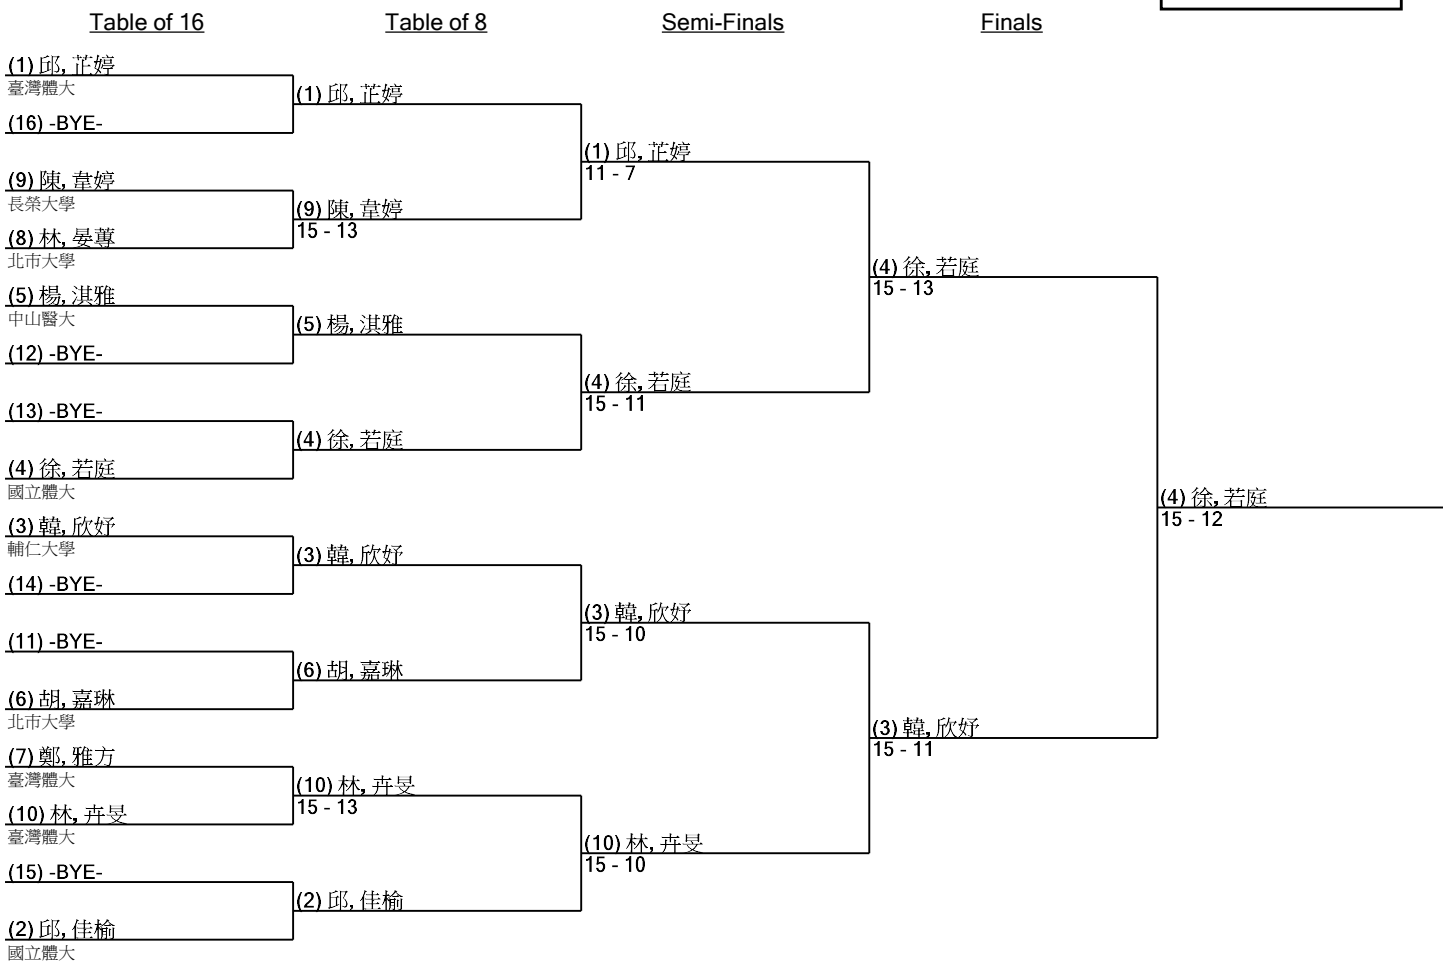 Table of 16 Table of 8 Semi-Finals Finals
(1) 邱, 芷婷
臺灣體大
(16) -BYE-
(9) 陳, 韋婷
長榮大學
(8) 林, 晏蓴
北市大學
(5) 楊, 淇雅
中山醫大
(12) -BYE-
(13) -BYE-
(4) 徐, 若庭
國立體大
(3) 韓, 欣妤
輔仁大學
(14) -BYE-
(11) -BYE-
(6) 胡, 嘉琳
北市大學
(7) 鄭, 雅方
臺灣體大
(10) 林, 卉旻
臺灣體大
(15) -BYE-
(2) 邱, 佳榆
國立體大
(1) 邱, 芷婷
(9) 陳, 韋婷
15 - 13
(5) 楊, 淇雅
(4) 徐, 若庭
(3) 韓, 欣妤
(6) 胡, 嘉琳
(10) 林, 卉旻
15 - 13
(2) 邱, 佳榆
(1) 邱, 芷婷
11 - 7
(4) 徐, 若庭
15 - 11
(3) 韓, 欣妤
15 - 10
(10) 林, 卉旻
15 - 10
(4) 徐, 若庭
15 - 13
(3) 韓, 欣妤
15 - 11
(4) 徐, 若庭
15 - 12